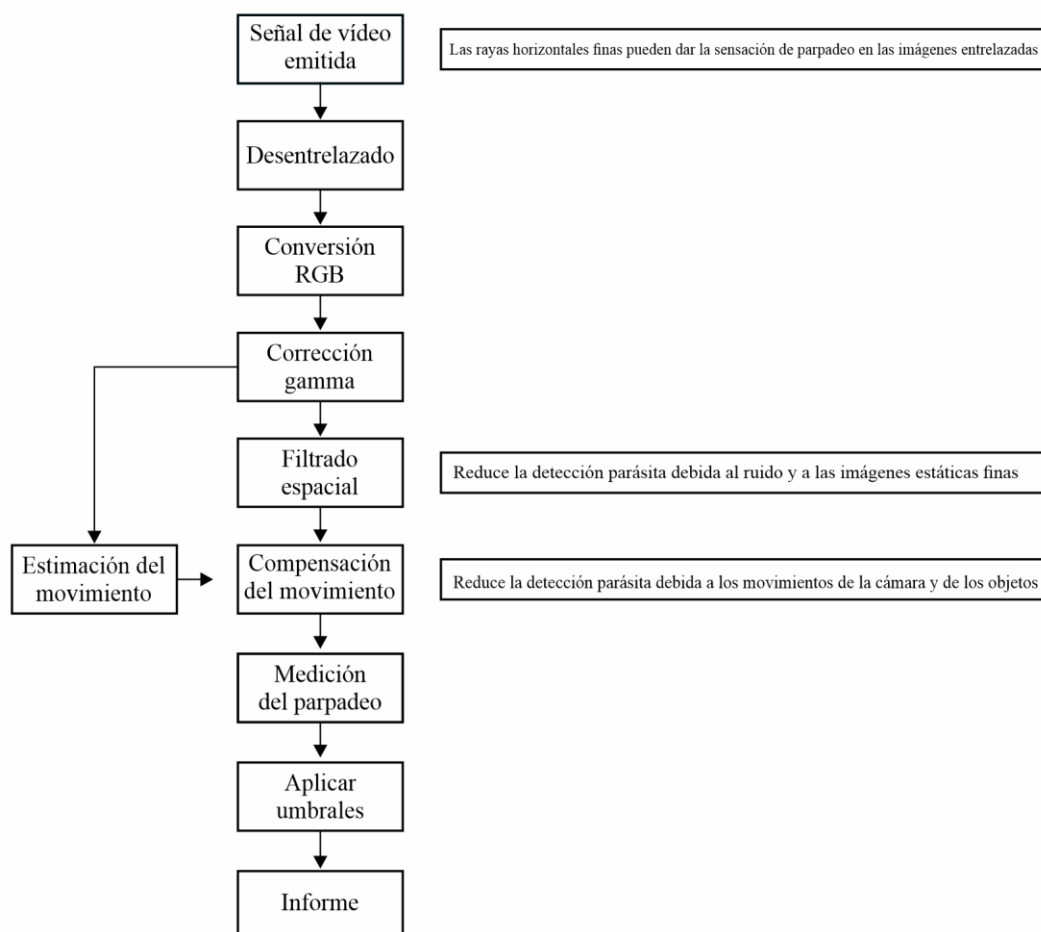 Señal de vídeo
emitida
Las rayas horizontales finas pueden dar la sensación de parpadeo en las imágenes entrelazadas
Desentrelazado
Conversión
RGB
Corrección
gamma
Filtrado
espacial
Reduce la detección parásita debida al ruido y a las imágenes estáticas finas
Estimación del
movimiento
Compensación
del movimiento
Reduce la detección parásita debida a los movimientos de la cámara y de los objetos
Medición
del parpadeo
Aplicar
umbrales
Informe